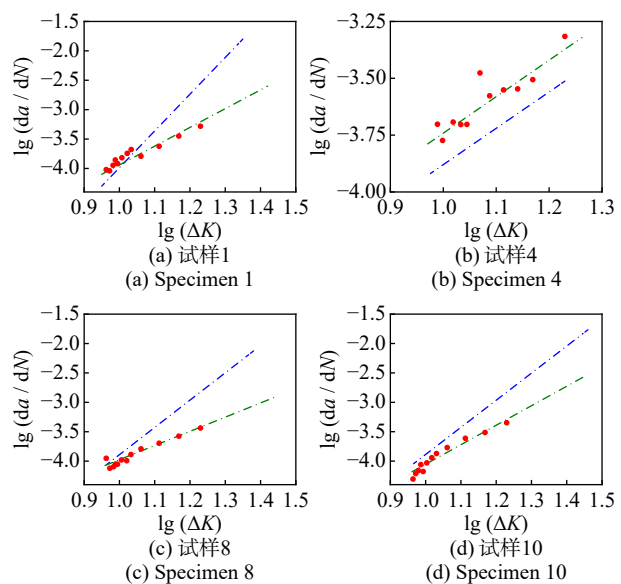 −1.5
−2.0
−2.5
−3.0
−3.5
−4.0
lg (da / dN)
0.9 1.0 1.1 1.2 1.3 1.4 1.5
lg (ΔK)
(a) 试样1
(a) Specimen 1
−3.25
−3.50
−3.75
−4.00
lg (da / dN)
0.9 1.0 1.1 1.2 1.3
lg (ΔK)
(b) 试样4
(b) Specimen 4
−1.5
−2.0
−2.5
−3.0
−3.5
−4.0
lg (da / dN)
0.9 1.0 1.1 1.2 1.3 1.4 1.5
lg (ΔK)
(c) 试样8
(c) Specimen 8
−1.5
−2.0
−2.5
−3.0
−3.5
−4.0
lg (da / dN)
0.9 1.0 1.1 1.2 1.3 1.4 1.5
lg (ΔK)
(d) 试样10
(d) Specimen 10